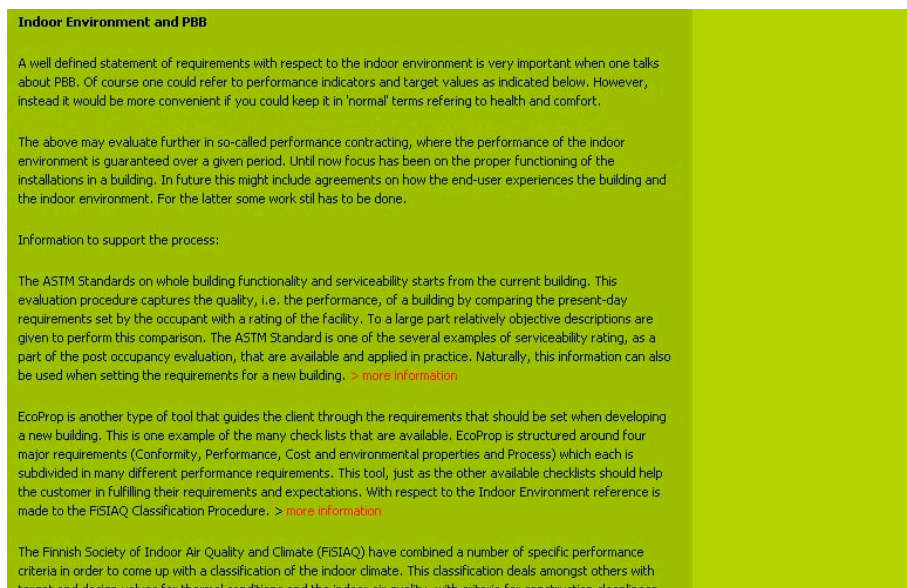 Indoor Environment and PBB
A well defined statement of requirements with respect to the indoor environment is very important when one talks
about PBB. Of course one could refer to performance indicators and target values as indicated below. However,
instead it would be more convenient if you could keep it in 'normal' terms refering to health and comfort.
The above may evaluate further in so-called performance contracting, where the performance of the indoor
environment is guaranteed over a given period. Until now focus has been on the proper functioning of the
installations in a building. In future this might include agreements on how the end-user experiences the building and
the indoor environment. For the latter some work stil has to be done.
Information to support the process:
The ASTM Standards on whole building functionality and serviceability starts from the current building. This
evaluation procedure captures the quality, i.e. the performance, of a building by comparing the present-day
requirements set by the occupant with a rating of the facility. To a large part relatively objective descriptions are
given to perform this comparison. The ASTM Standard is one of the several examples of serviceability rating, as a
part of the post occupancy evaluation, that are available and applied in practice. Naturally, this information can also
be used when setting the requirements for a new building. > more information
EcoProp is another type of tool that guides the client through the requirements that should be set when developing
a new building. This is one example of the many check lists that are available. EcoProp is structured around four
major requirements (Conformity, Performance, Cost and environmental properties and Process) which each is
subdivided in many different performance requirements. This tool, just as the other available checklists should help
the customer in fulfilling their requirements and expectations. With respect to the Indoor Environment reference is
made to the FiSIAQ Classification Procedure. > more information
The Finnish Society of Indoor Air Quality and Climate (FiSIAQ) have combined a number of specific performance
criteria in order to come up with a classification of the indoor climate. This classification deals amongst others with
target and design values for thermal conditions and the indoor air quality, with criteria for construction cleanliness